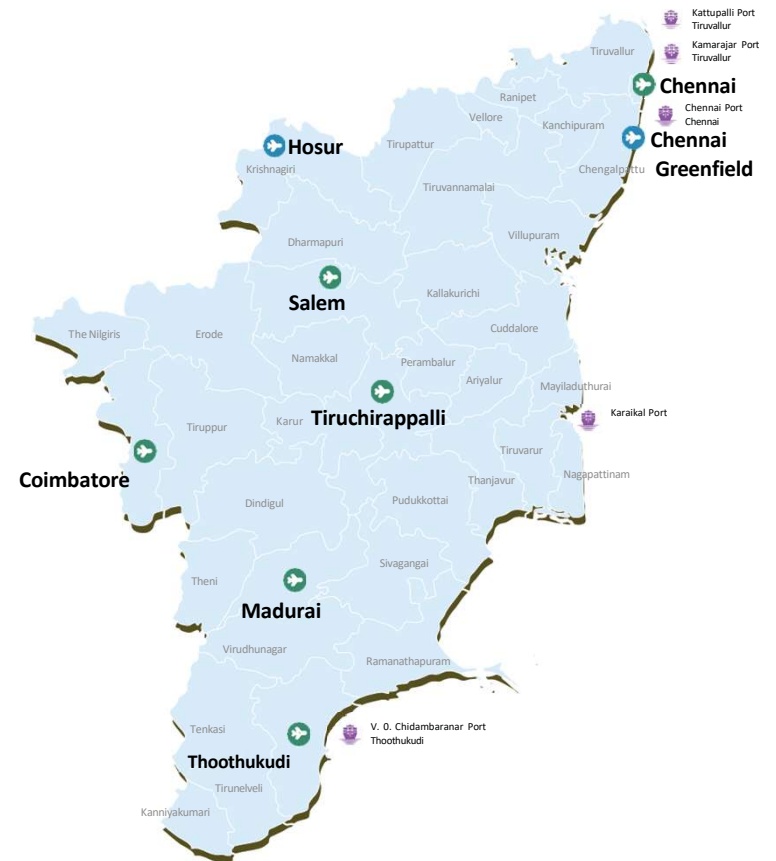 Kattupalli Port
Tiruvallur
Kamarajar Port
Tiruvallur
Tiruvallur
Chennai
Ranipet
Chennai Port
Chennai
Vellore
Kanchipuram
Chennai
Greenfield
Hosur
Tirupattur
Krishnagiri
Chengalpattu
Tiruvannamalai
Villupuram
Dharmapuri
Salem
Kallakurichi
The Nilgiris
Erode
Cuddalore
Namakkal
Perambalur
Ariyalur
Mayiladuthurai
Karaikal Port
Tiruchirappalli
Karur
Tiruppur
Tiruvarur
Coimbatore
Nagapattinam
Thanjavur
Dindigul
Pudukkottai
Sivagangai
Theni
Madurai
Virudhunagar
Ramanathapuram
Tenkasi
V. 0. Chidambaranar Port
Thoothukudi
Thoothukudi
Tirunelveli
Kanniyakumari